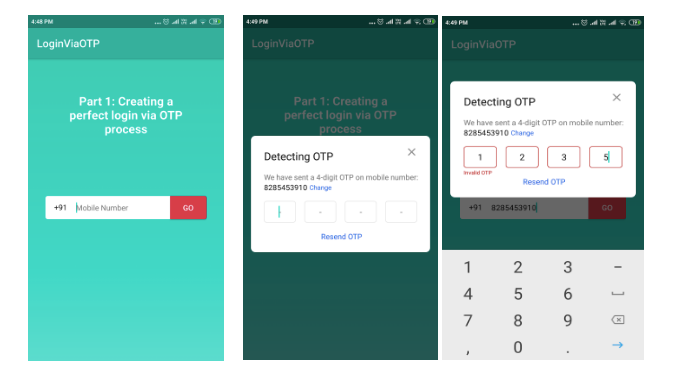 4:48 PM
LoginViaOTP
Part 1: Creating a
perfect login via OTP
process
+91 Mobile Number GO
4:49 PM
LoginViaOTP
Part 1: Creating a
perfect login via OTP
process
Detecting OTP
We have sent a 4-digit OTP on mobile number:
8285453910 Change
- - - -
Resend OTP
4:49 PM
LoginViaOTP
Detecting OTP
We have sent a 4-digit OTP on mobile number:
8285453910 Change
1 2 3 5
Invalid OTP
Resend OTP
+91 8285453910 GO
1 2 3 -
4 5 6
7 8 9
, 0 .